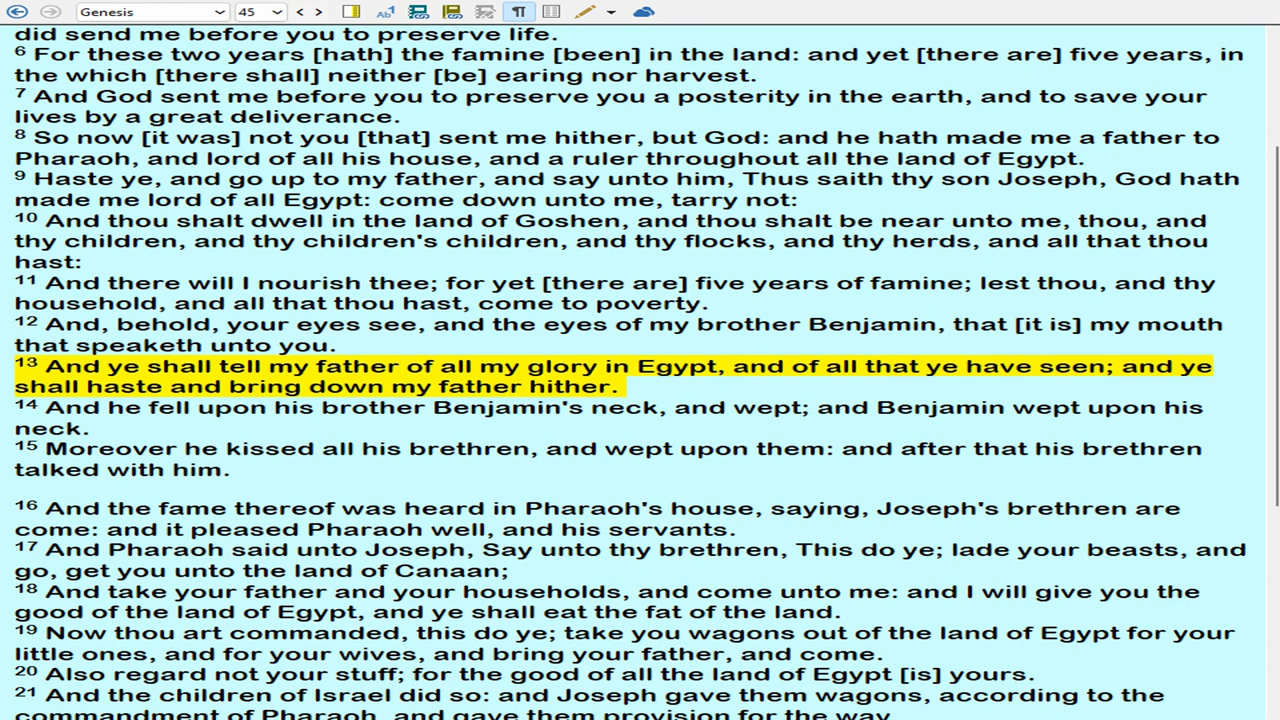 Genesis 45 < >
did send me before you to preserve life.
6 For these two years [hath] the famine [been] in the land: and yet [there are] five years, in
the which [there shall] neither [be] earing nor harvest.
7 And God sent me before you to preserve you a posterity in the earth, and to save your
lives by a great deliverance.
8 So now [it was] not you [that] sent me hither, but God: and he hath made me a father to
Pharaoh, and lord of all his house, and a ruler throughout all the land of Egypt.
9 Haste ye, and go up to my father, and say unto him, Thus saith thy son Joseph, God hath
made me lord of all Egypt: come down unto me, tarry not:
10 And thou shalt dwell in the land of Goshen, and thou shalt be near unto me, thou, and
thy children, and thy children's children, and thy flocks, and thy herds, and all that thou
hast:
11 And there will I nourish thee; for yet [there are] five years of famine; lest thou, and thy
household, and all that thou hast, come to poverty.
12 And, behold, your eyes see, and the eyes of my brother Benjamin, that [it is] my mouth
that speaketh unto you.
13 And ye shall tell my father of all my glory in Egypt, and of all that ye have seen; and ye
shall haste and bring down my father hither.
14 And he fell upon his brother Benjamin's neck, and wept; and Benjamin wept upon his
neck.
15 Moreover he kissed all his brethren, and wept upon them: and after that his brethren
talked with him.
16 And the fame thereof was heard in Pharaoh's house, saying, Joseph's brethren are
come: and it pleased Pharaoh well, and his servants.
17 And Pharaoh said unto Joseph, Say unto thy brethren, This do ye; lade your beasts, and
go, get you unto the land of Canaan;
18 And take your father and your households, and come unto me: and I will give you the
good of the land of Egypt, and ye shall eat the fat of the land.
19 Now thou art commanded, this do ye; take you wagons out of the land of Egypt for your
little ones, and for your wives, and bring your father, and come.
20 Also regard not your stuff; for the good of all the land of Egypt [is] yours.
21 And the children of Israel did so: and Joseph gave them wagons, according to the
commandment of Pharaoh, and gave them provision for the way.